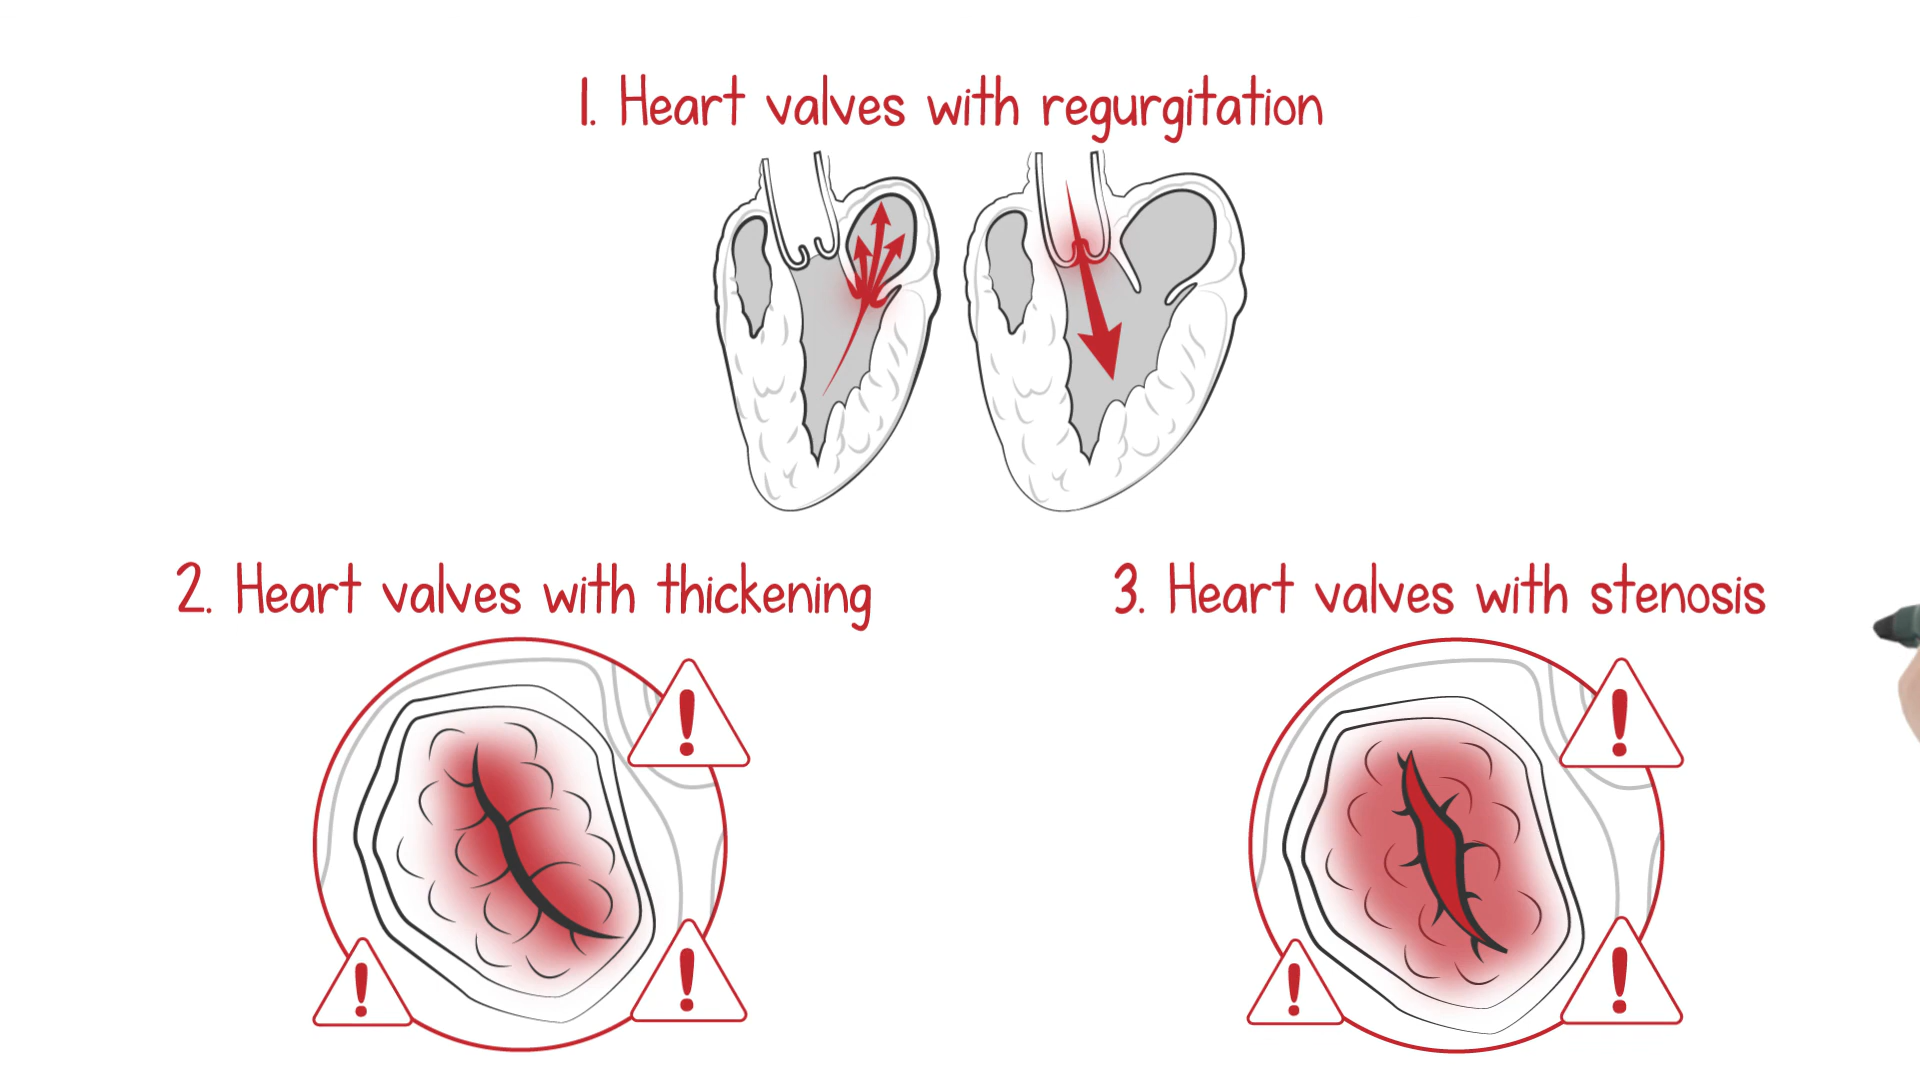 1. Heart valves with regurgitation
2. Heart valves with thickening
3. Heart valves with stenosis
!
!
!
!
!
!